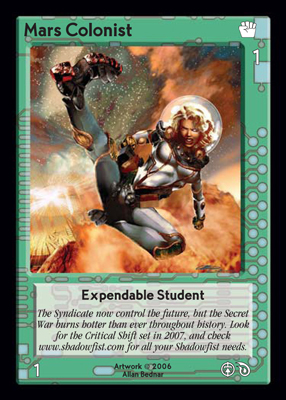 Mars Colonist
1
Expendable Student
The Syndicate now control the future, but the Secret
War burns hotter than ever throughout history. Look
for the Critical Shift set in 2007, and check
www.shadowfist.com for all your Shadowfist needs.
1
Artwork © 2006
Allan Bednar